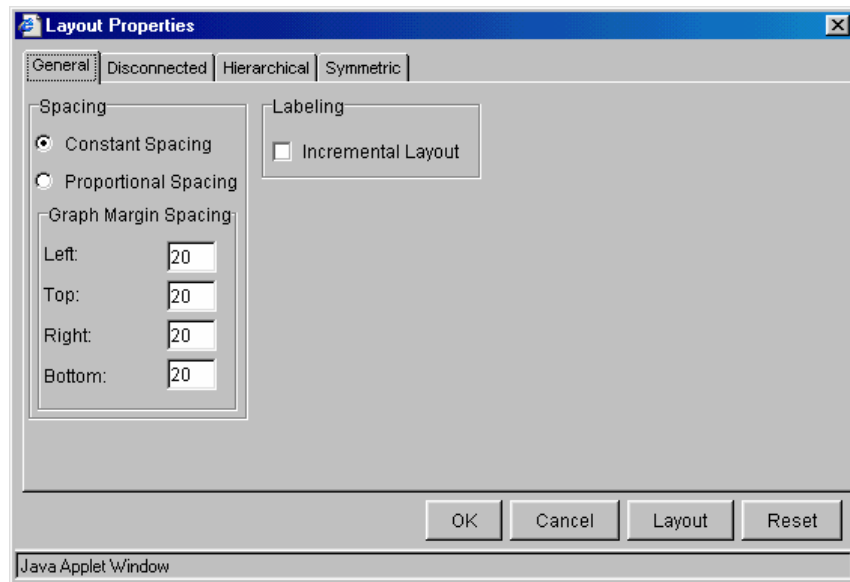 Layout Properties
General Disconnected Hierarchical Symmetric
Spacing
Constant Spacing
Proportional Spacing
Graph Margin Spacing
Left: 20
Top: 20
Right: 20
Bottom: 20
Labeling
Incremental Layout
OK Cancel Layout Reset
Java Applet Window